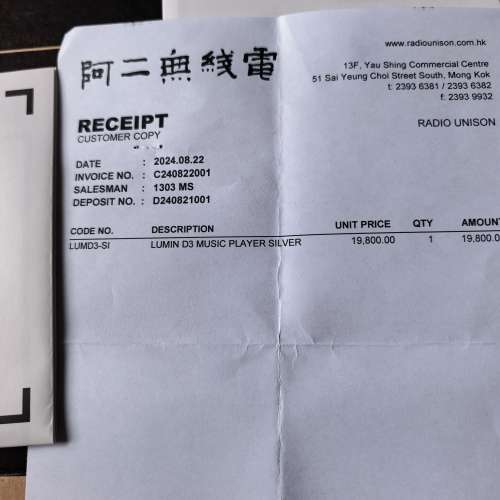 www.radiounison.com.hk
阿二無綫電
13F, Yau Shing Commercial Centre
51 Sai Yeung Choi Street South, Mong Kok
t: 2393 6381 / 2393 6382
f: 2393 9932
RADIO UNISON
RECEIPT
CUSTOMER COPY
DATE : 2024.08.22
INVOICE NO. : C240822001
SALESMAN : 1303 MS
DEPOSIT NO. : D240821001
CODE NO. DESCRIPTION UNIT PRICE QTY AMOUNT
LUMD3-SI LUMIN D3 MUSIC PLAYER SILVER 19,800.00 1 19,800.0